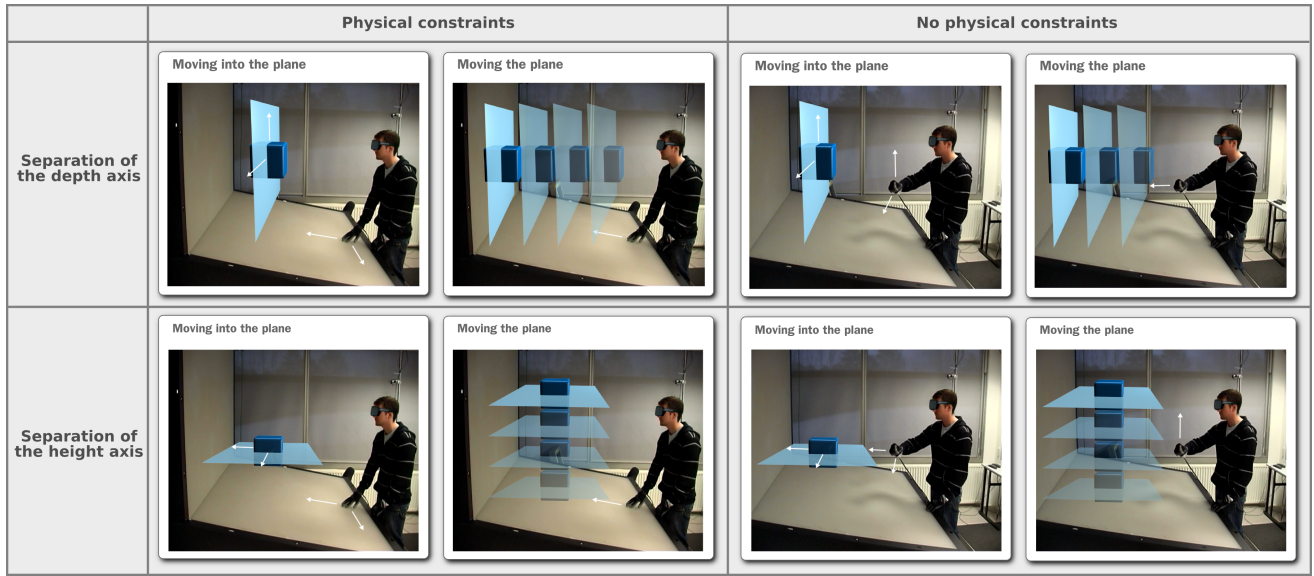 Physical constraints
No physical constraints
Separation of
the depth axis
Moving into the plane
Moving the plane
Moving into the plane
Moving the plane
Separation of
the height axis
Moving into the plane
Moving the plane
Moving into the plane
Moving the plane